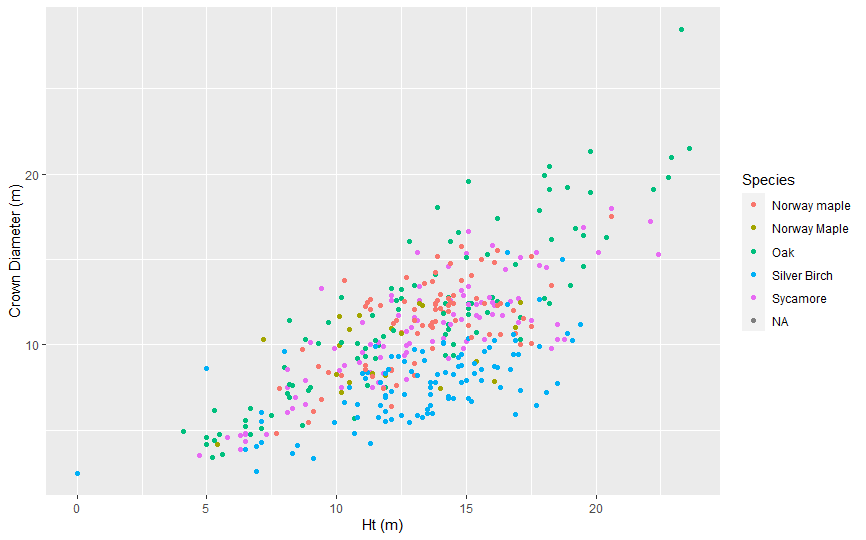 Crown Diameter (m)
20
10
0
5
10
15
20
Ht (m)
Species
Norway maple
Norway Maple
Oak
Silver Birch
Sycamore
NA